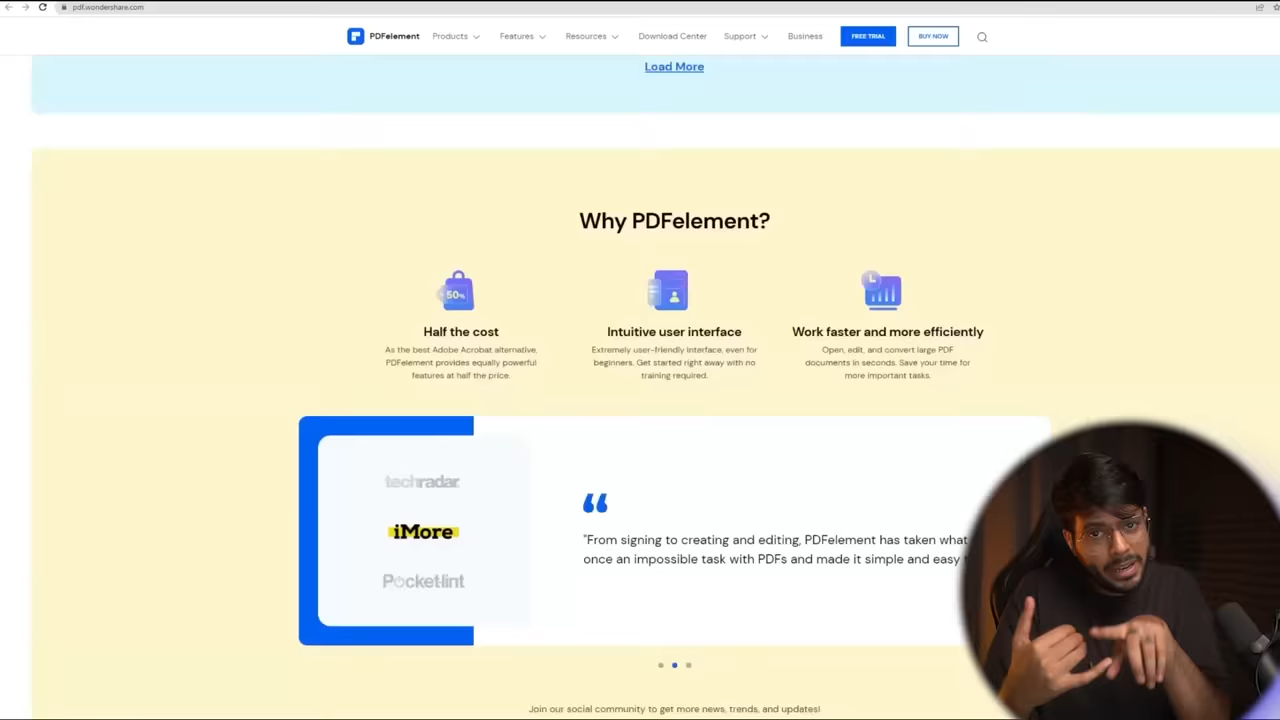 pdf.wondershare.com
PDFelement Products Features Resources Download Center Support Business FREE TRIAL BUY NOW
Load More
Why PDFelement?
50%
Half the cost
As the best Adobe Acrobat alternative,
PDFelement provides equally powerful
features at half the price.
Intuitive user interface
Extremely user-friendly interface, even for
beginners. Get started right away with no
training required.
Work faster and more efficiently
Open, edit, and convert large PDF
documents in seconds. Save your time for
more important tasks.
techradar
iMore
Pocket-lint
"From signing to creating and editing, PDFelement has taken what
once an impossible task with PDFs and made it simple and easy
Join our social community to get more news, trends, and updates!